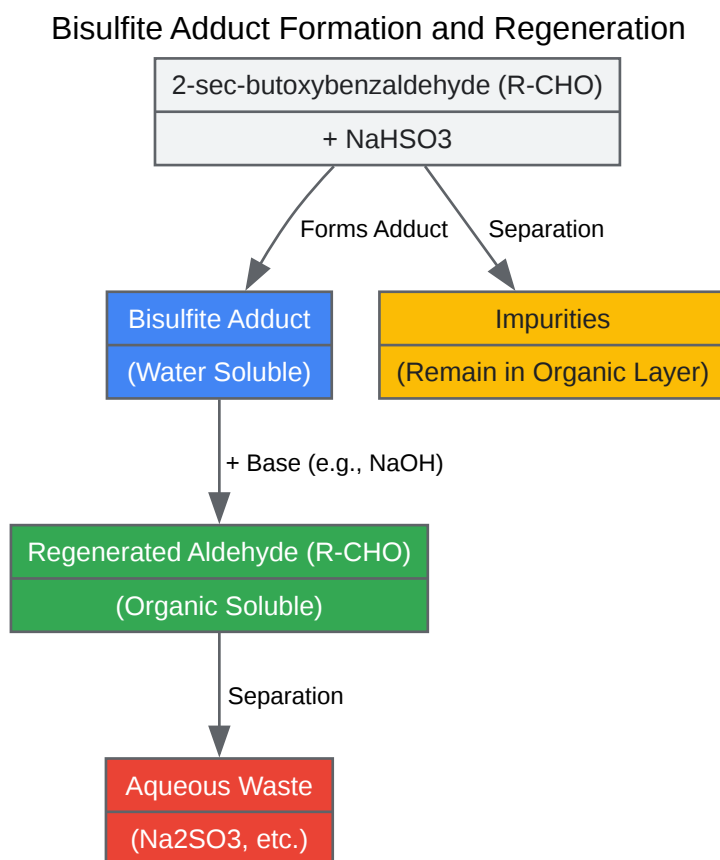 Bisulfite Adduct Formation and Regeneration
2-sec-butoxybenzaldehyde (R-CHO)
+ NaHSO3
Forms Adduct
Separation
Bisulfite Adduct
(Water Soluble)
Impurities
(Remain in Organic Layer)
+ Base (e.g., NaOH)
Regenerated Aldehyde (R-CHO)
(Organic Soluble)
Separation
Aqueous Waste
(Na2SO3, etc.)